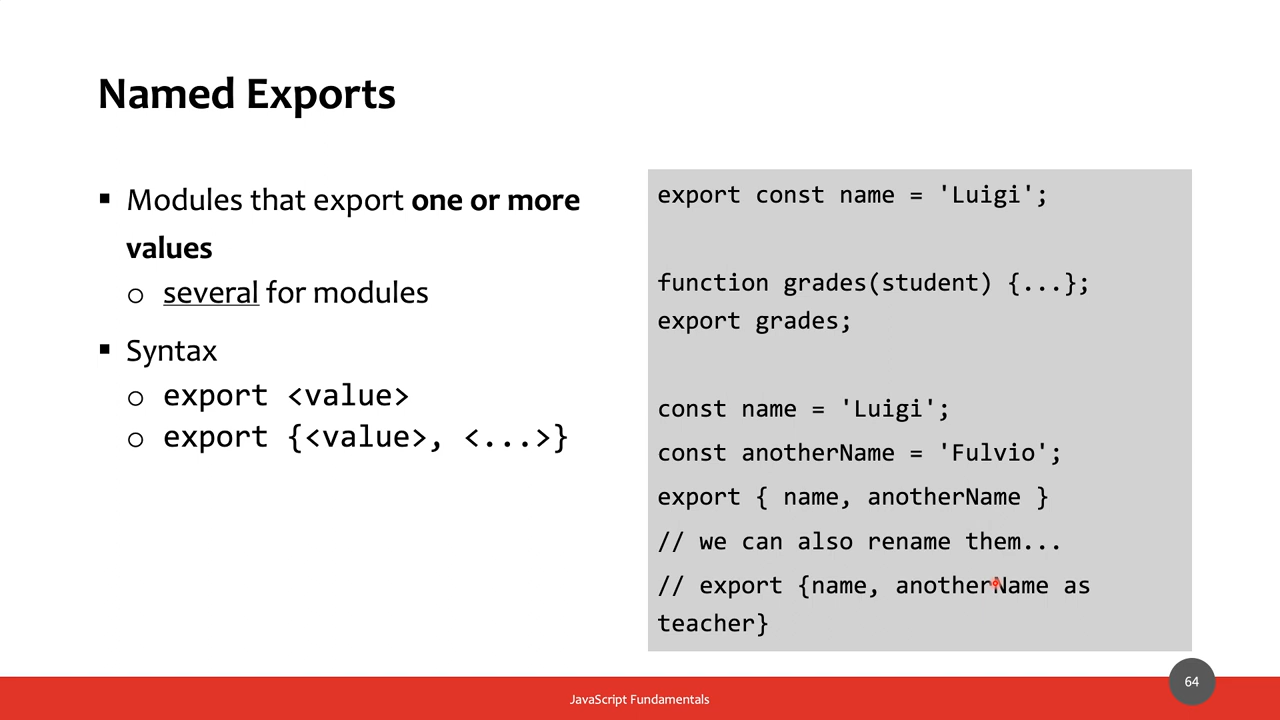 Named Exports
▪ Modules that export one or more
values
o several for modules
▪ Syntax
o export <value>
o export {<value>, <...>}
export const name = 'Luigi';
function grades(student) {...};
export grades;
const name = 'Luigi';
const anotherName = 'Fulvio';
export { name, anotherName }
// we can also rename them...
// export {name, anotherName as
teacher}
JavaScript Fundamentals
64